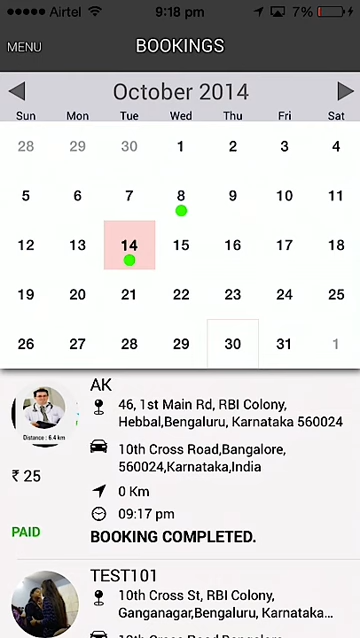 Airtel 9:18 pm 7%
MENU BOOKINGS
October 2014
Sun Mon Tue Wed Thu Fri Sat
28 29 30 1 2 3 4
5 6 7 8 9 10 11
12 13 14 15 16 17 18
19 20 21 22 23 24 25
26 27 28 29 30 31 1
AK
46, 1st Main Rd, RBI Colony,
Hebbal,Bengaluru, Karnataka 560024
Distance : 6.4 km
10th Cross Road,Bangalore,
560024,Karnataka,India
₹ 25
0 Km
09:17 pm
PAID
BOOKING COMPLETED.
TEST101
10th Cross St, RBI Colony,
Ganganagar,Bengaluru, Karnataka...
10th Cross Road,Bangalore,